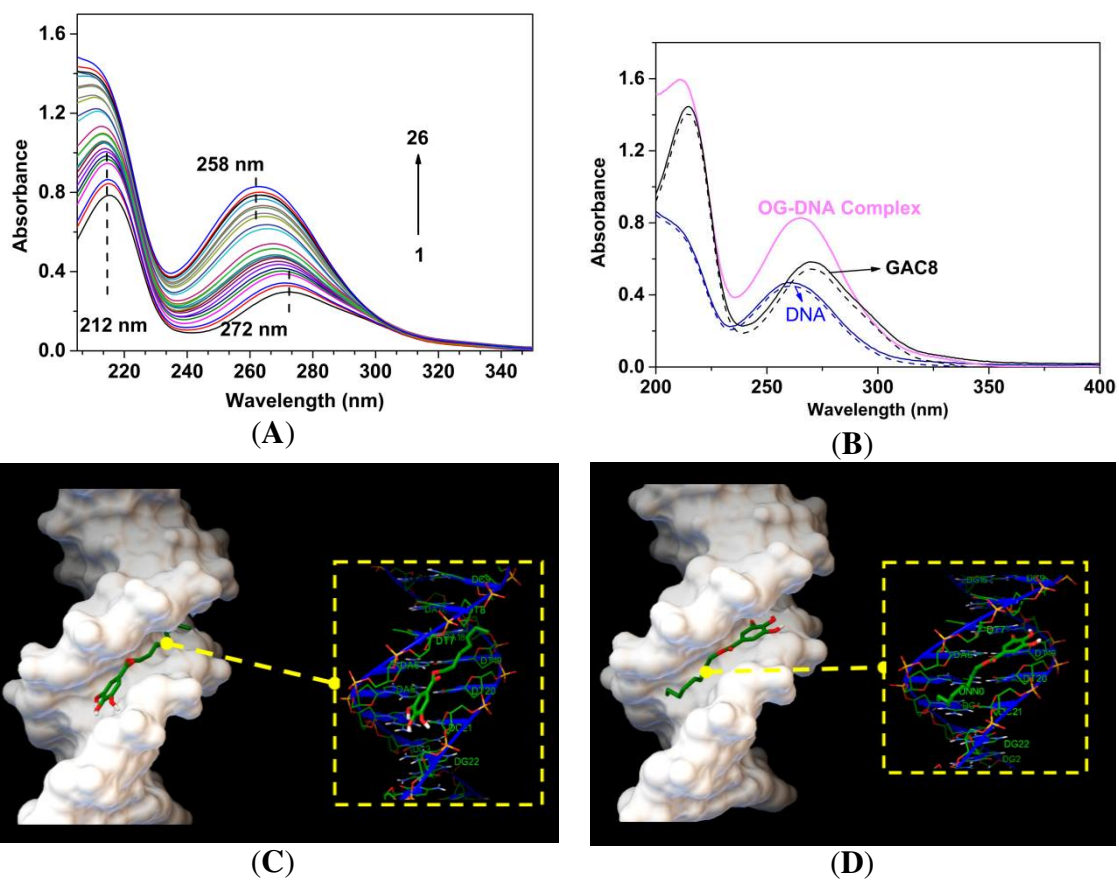 1.6
1.2
0.8
0.4
0.0
Absorbance
258 nm
212 nm
272 nm
26
1
220 240 260 280 300 320 340
Wavelength (nm)
(A)
1.6
1.2
0.8
0.4
0.0
Absorbance
OG-DNA Complex
GAC8
DNA
200 250 300 350 400
Wavelength (nm)
(B)
DT7
DT20
DG22
(C)
DT7
DT20
UNN0
DG22
DG2
(D)